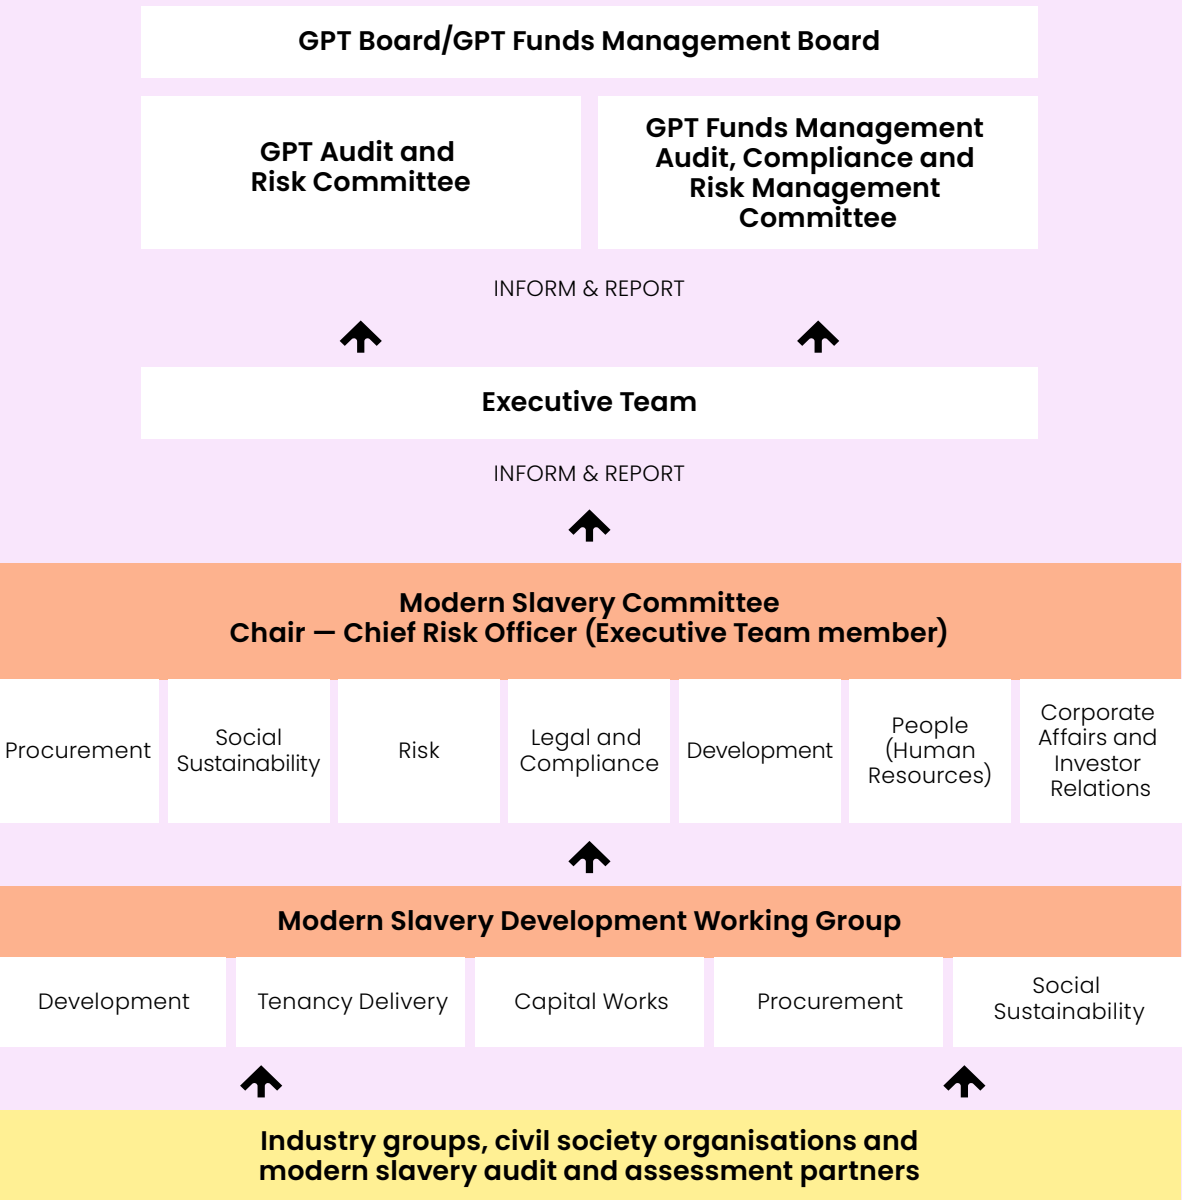 GPT Board/GPT Funds Management Board
GPT Audit and
Risk Committee
GPT Funds Management
Audit, Compliance and
Risk Management
Committee
INFORM & REPORT
Executive Team
INFORM & REPORT
Modern Slavery Committee
Chair — Chief Risk Officer (Executive Team member)
Procurement
Social
Sustainability
Risk
Legal and
Compliance
Development
People
(Human
Resources)
Corporate
Affairs and
Investor
Relations
Modern Slavery Development Working Group
Development
Tenancy Delivery
Capital Works
Procurement
Social
Sustainability
Industry groups, civil society organisations and
modern slavery audit and assessment partners